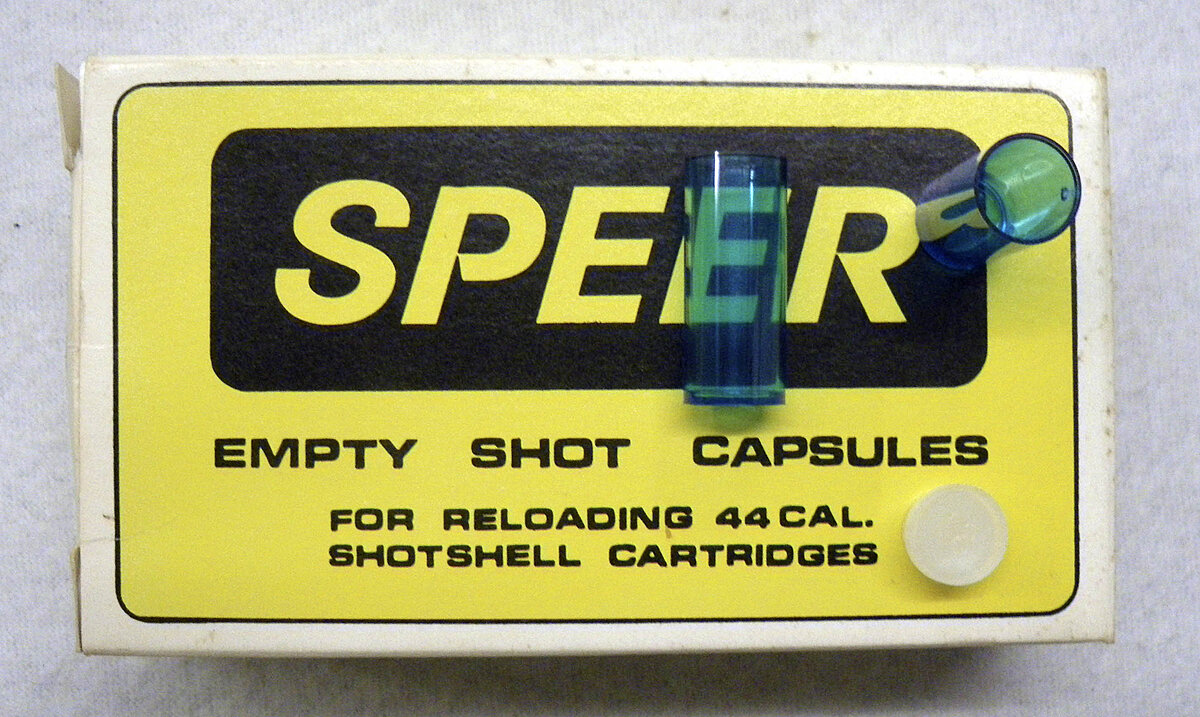 SPEER
EMPTY SHOT CAPSULES
FOR RELOADING 44 CAL.
SHOTSHELL CARTRIDGES